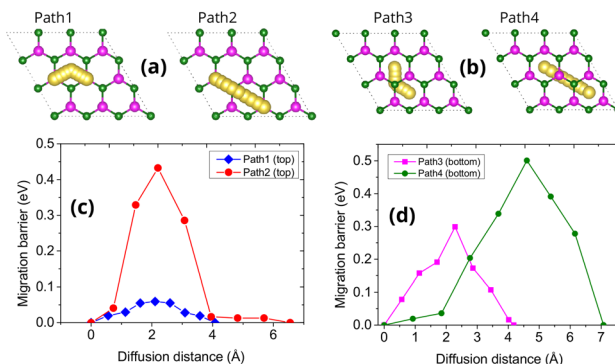 Path1
Path2
Path3
Path4
(a)
(b)
0.5
0.4
0.3
0.2
0.1
0.0
Migration barrier (eV)
Path1 (top)
Path2 (top)
(c)
0
2
4
6
Diffusion distance (Å)
0.5
0.4
0.3
0.2
0.1
0.0
Migration barrier (eV)
Path3 (bottom)
Path4 (bottom)
(d)
0
1
2
3
4
5
6
7
Diffusion distance (Å)